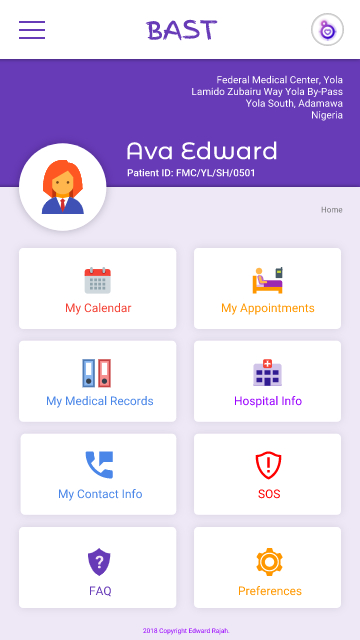 BAST
Federal Medical Center, Yola
Lamido Zubairu Way Yola By-Pass
Yola South, Adamawa
Nigeria
Ava Edward
Patient ID: FMC/YL/SH/0501
Home
My Calendar
My Appointments
My Medical Records
Hospital Info
My Contact Info
SOS
FAQ
Preferences
2018 Copyright Edward Rajah.